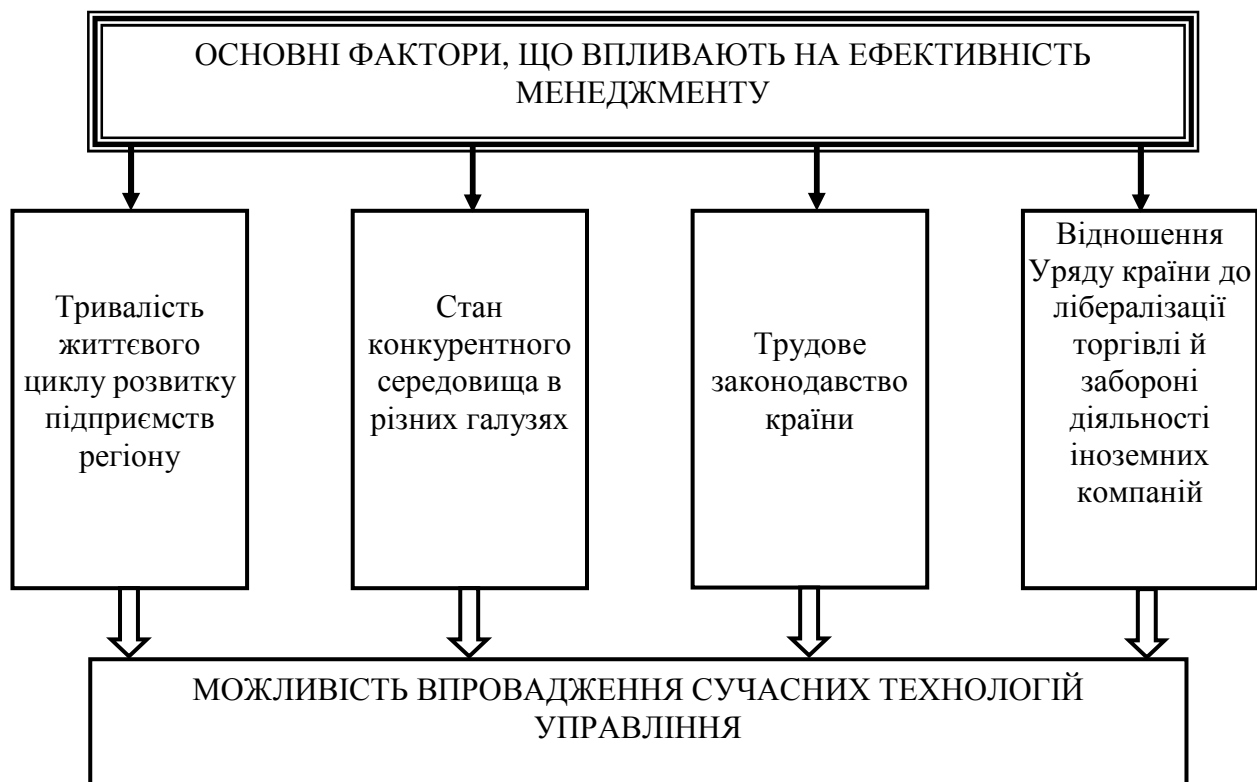 ОСНОВНІ ФАКТОРИ, ЩО ВПЛИВАЮТЬ НА ЕФЕКТИВНІСТЬ
МЕНЕДЖМЕНТУ
Тривалість
життєвого
циклу розвитку
підприємств
регіону
Стан
конкурентного
середовища в
різних галузях
Трудове
законодавство
країни
Відношення
Уряду країни до
лібералізації
торгівлі й
забороні
діяльності
іноземних
компаній
МОЖЛИВІСТЬ ВПРОВАДЖЕННЯ СУЧАСНИХ ТЕХНОЛОГІЙ
УПРАВЛІННЯ